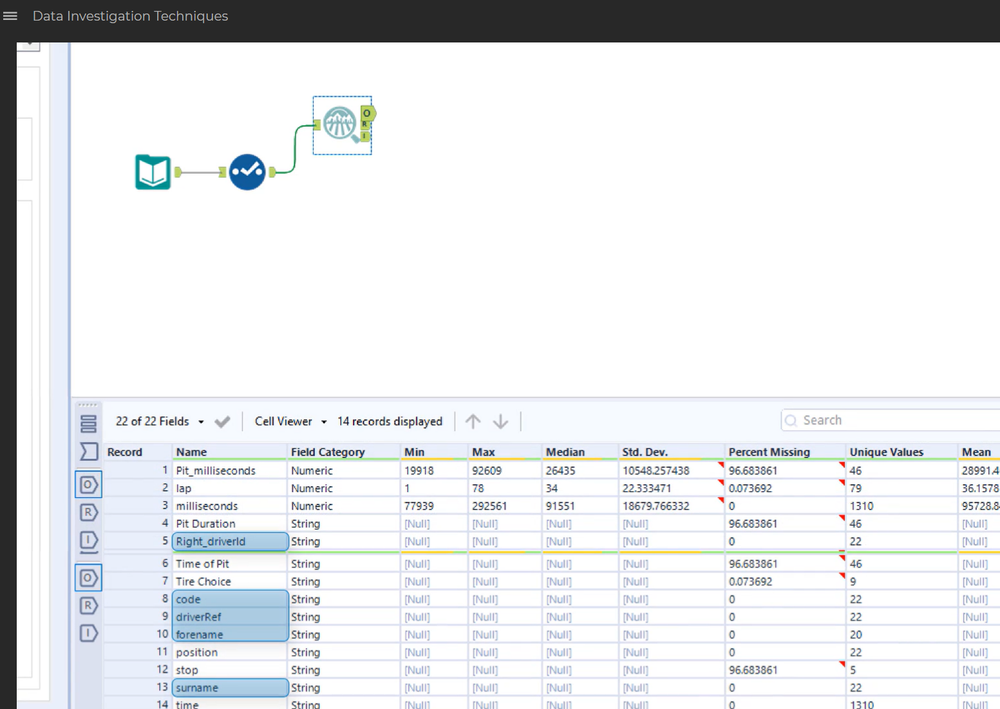 Data Investigation Techniques
O
R
I
22 of 22 Fields Cell Viewer 14 records displayed Search
Record Name Field Category Min Max Median Std. Dev. Percent Missing Unique Values Mean
1 Pit_milliseconds Numeric 19918 92609 26435 10548.257438 96.683861 46 28991.4
2 lap Numeric 1 78 34 22.333471 0.073692 79 36.1578
3 milliseconds Numeric 77939 292561 91551 18679.766332 0 1310 95728.8
4 Pit Duration String [Null] [Null] [Null] [Null] 96.683861 46 [Null]
5 Right_driverId String [Null] [Null] [Null] [Null] 0 22 [Null]
6 Time of Pit String [Null] [Null] [Null] [Null] 96.683861 46 [Null]
7 Tire Choice String [Null] [Null] [Null] [Null] 0.073692 9 [Null]
8 code String [Null] [Null] [Null] [Null] 0 22 [Null]
9 driverRef String [Null] [Null] [Null] [Null] 0 22 [Null]
10 forename String [Null] [Null] [Null] [Null] 0 20 [Null]
11 position String [Null] [Null] [Null] [Null] 0 22 [Null]
12 stop String [Null] [Null] [Null] [Null] 96.683861 5 [Null]
13 surname String [Null] [Null] [Null] [Null] 0 22 [Null]
14 time String [Null] [Null] [Null] [Null] 0 1310 [Null]
O
R
I
O
R
I